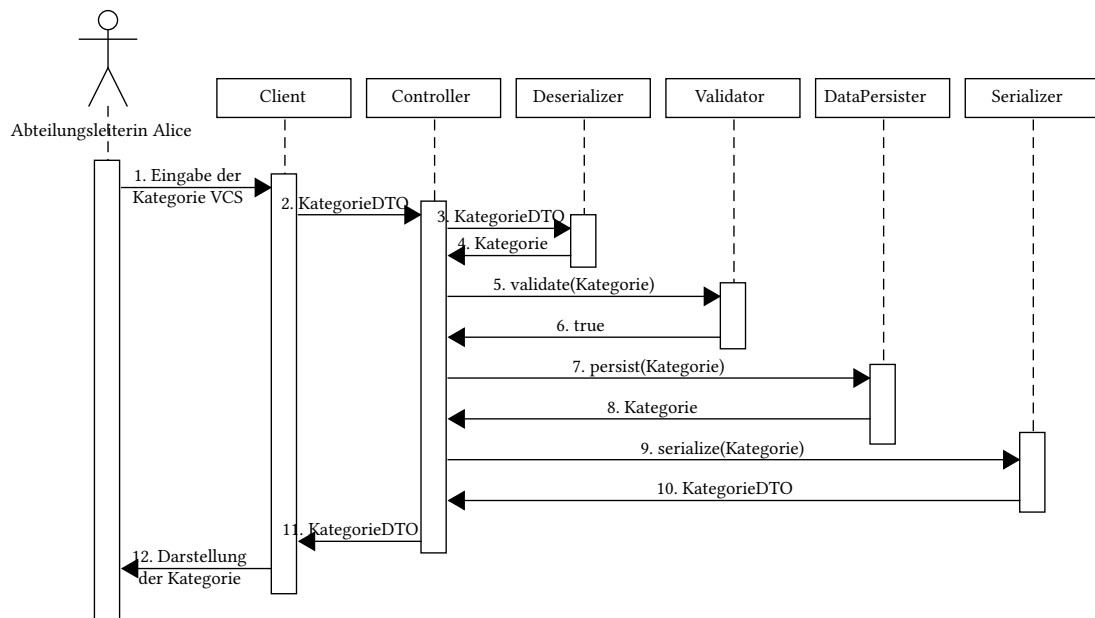 Client
Controller
Deserializer
Validator
DataPersister
Serializer
Abteilungsleiterin Alice
1. Eingabe der
Kategorie VCS
2. KategorieDTO
3. KategorieDTO
4. Kategorie
5. validate(Kategorie)
6. true
7. persist(Kategorie)
8. Kategorie
9. serialize(Kategorie)
10. KategorieDTO
11. KategorieDTO
12. Darstellung
der Kategorie